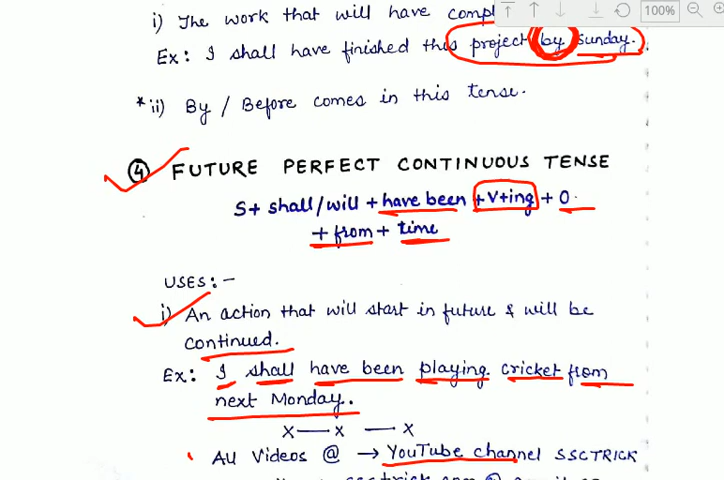 i) The work that will have
100%
Ex: I shall have finished this project by Sunday.
*ii) By / Before comes in this tense.
④ FUTURE PERFECT CONTINUOUS TENSE
S+ shall/will + have been +V+ing + O
+ from + time
USES:-
i) An action that will start in future & will be
continued.
Ex: I shall have been playing cricket from
next Monday.
x—x —x
All Videos @ → YouTube channel SSCTRICK